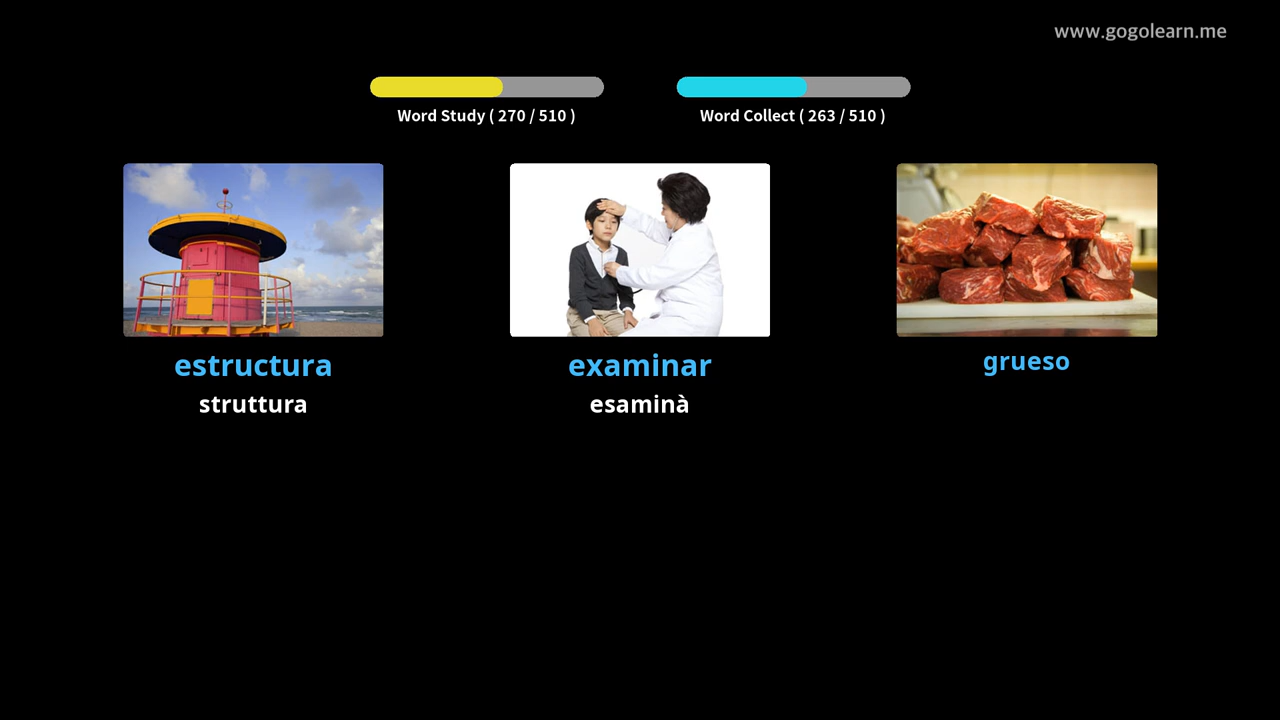 www.gogolearn.me
Word Study ( 270 / 510 )
Word Collect ( 263 / 510 )
estructura
struttura
examinar
esaminà
grueso